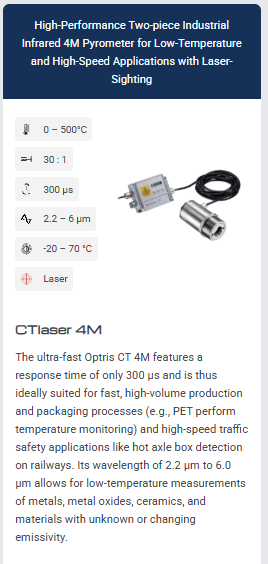 High-Performance Two-piece Industrial
Infrared 4M Pyrometer for Low-Temperature
and High-Speed Applications with Laser-
Sighting
0 – 500°C
30 : 1
300 µs
2.2 – 6 µm
-20 – 70 °C
Laser
CTlaser 4M
The ultra-fast Optris CT 4M features a
response time of only 300 µs and is thus
ideally suited for fast, high-volume production
and packaging processes (e.g., PET perform
temperature monitoring) and high-speed traffic
safety applications like hot axle box detection
on railways. Its wavelength of 2.2 µm to 6.0
µm allows for low-temperature measurements
of metals, metal oxides, ceramics, and
materials with unknown or changing
emissivity.